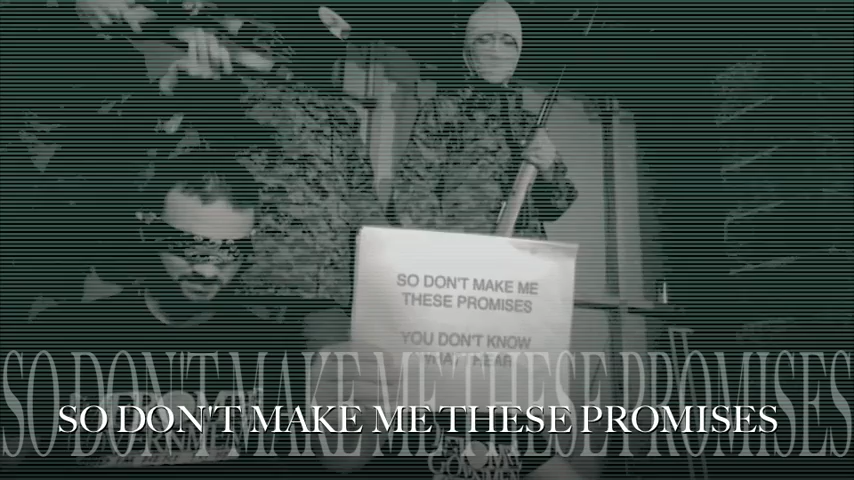 SO DON'T MAKE ME
THESE PROMISES
YOU DON'T KNOW
SO DON'T MAKE ME THESE PROMISES
SO DON'T MAKE ME THESE PROMISES